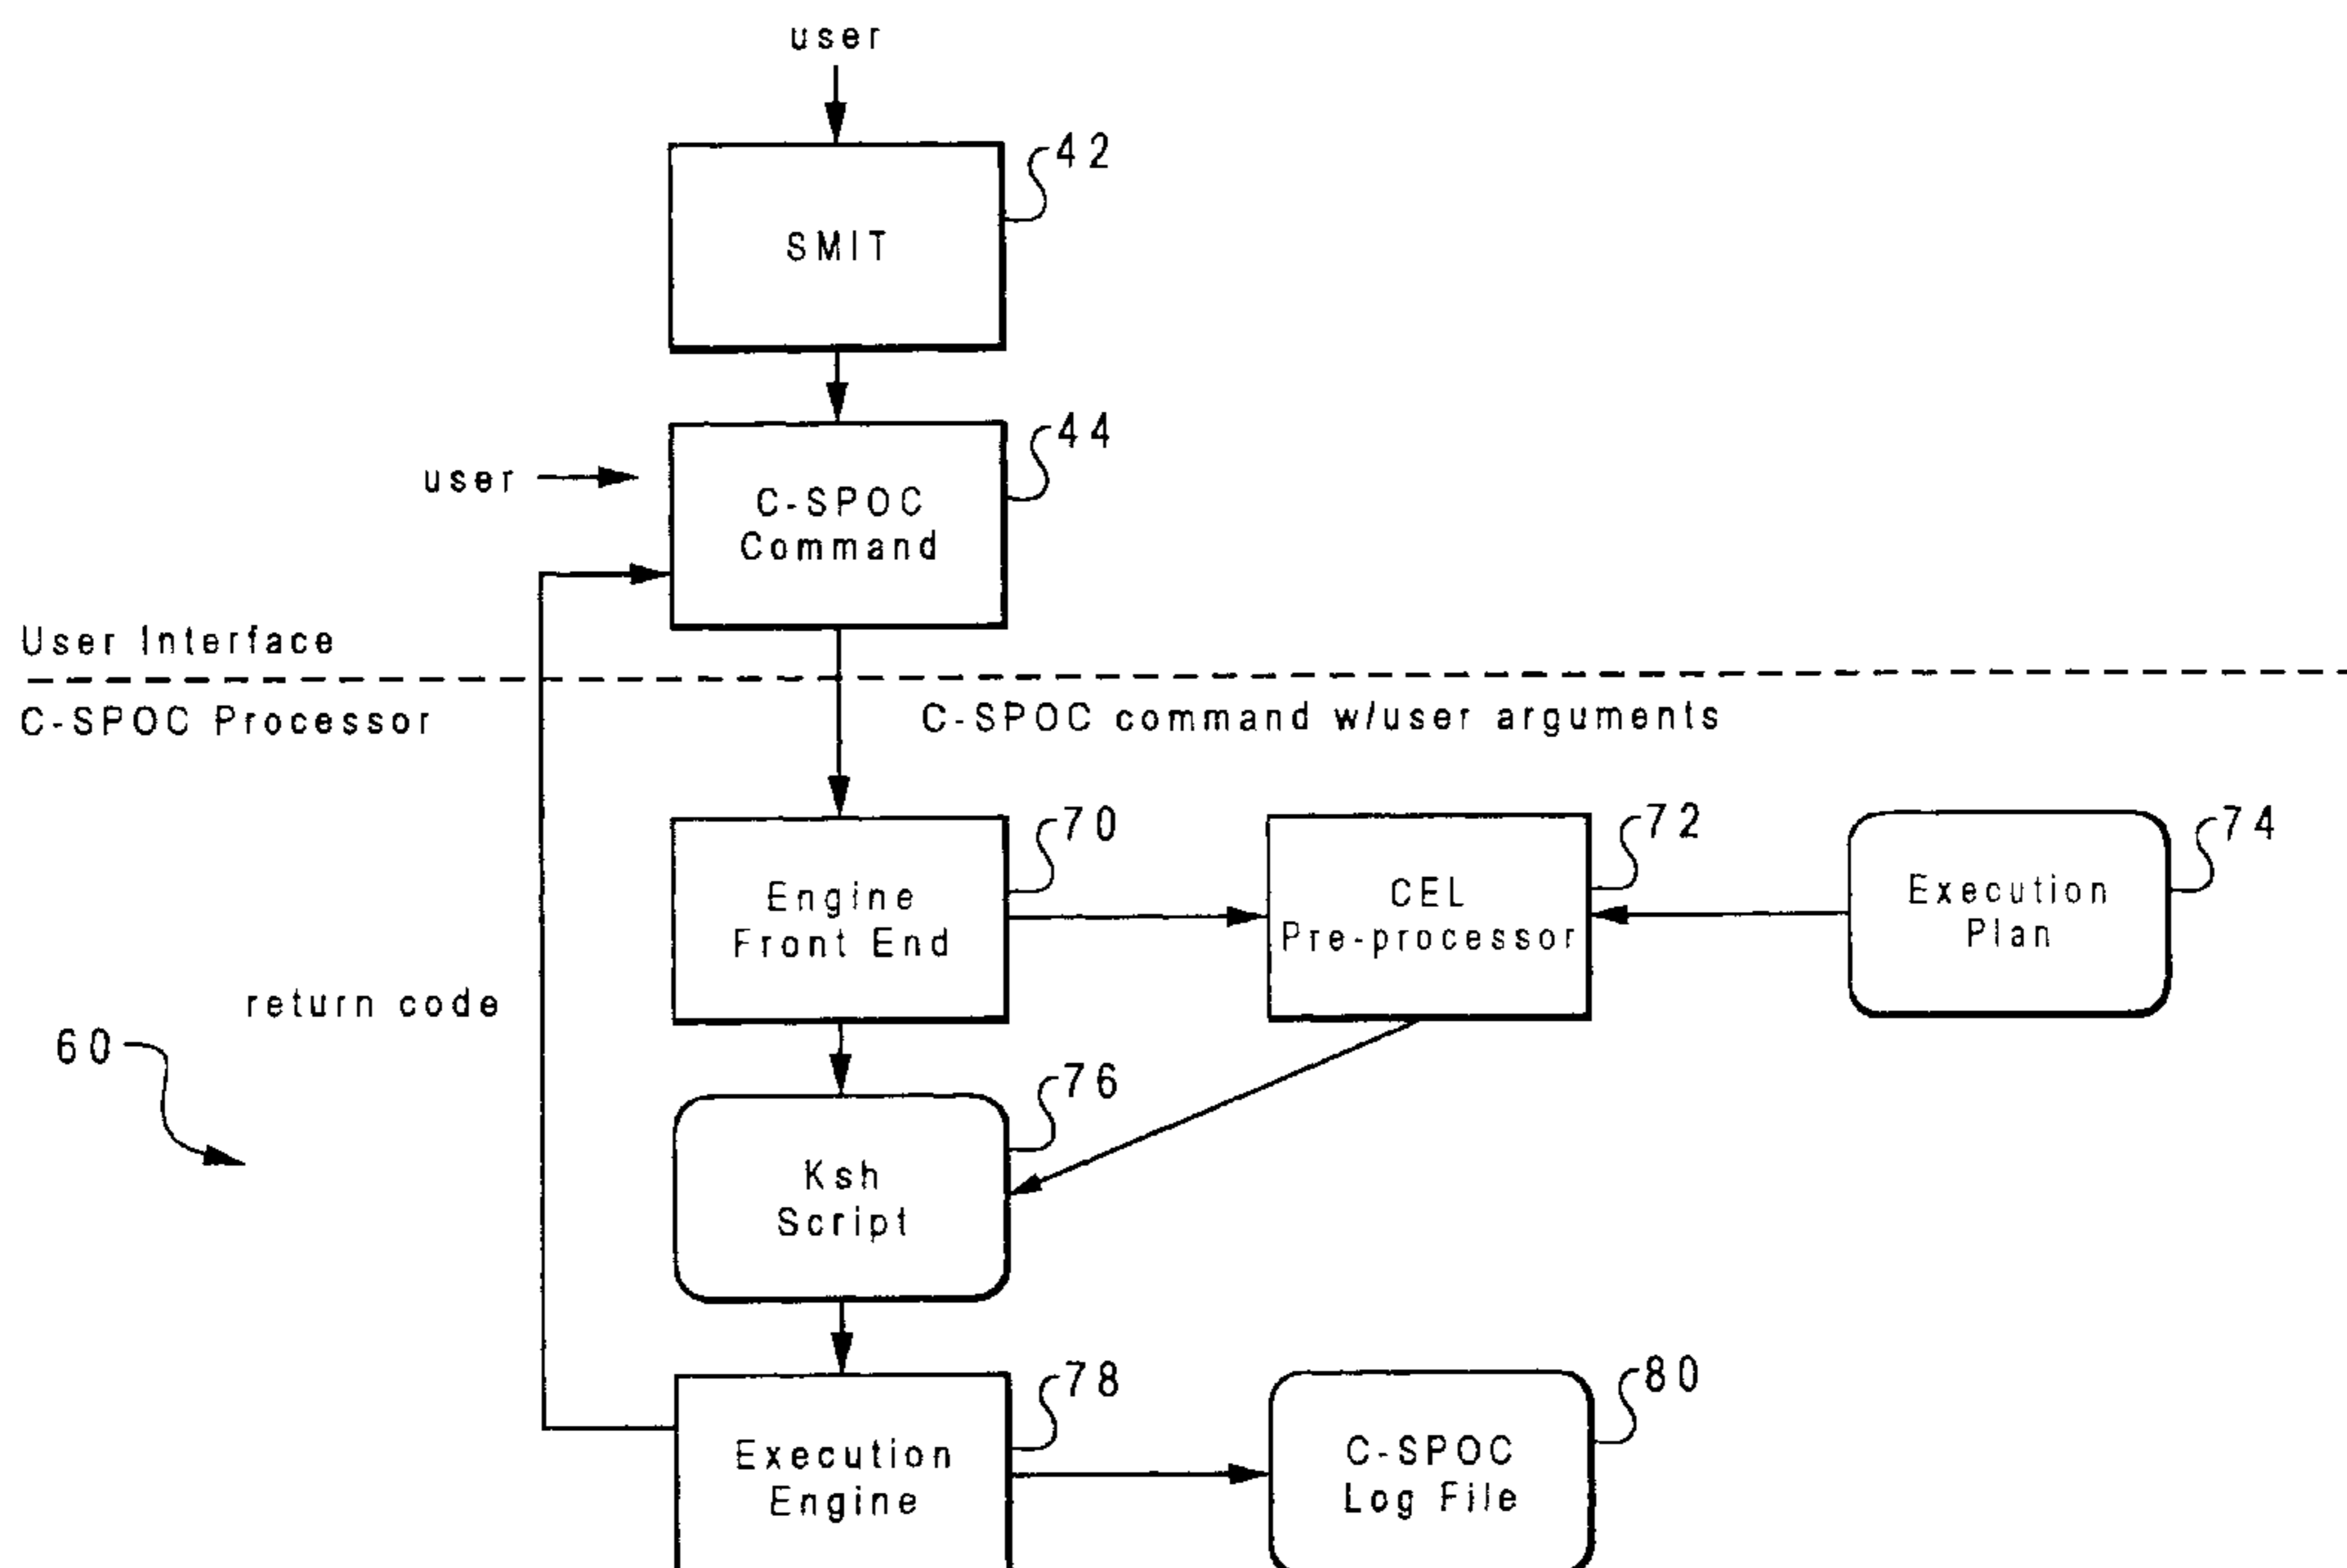 user
42
SMIT
44
user
C-SPOC
Command
User Interface
C-SPOC Processor
C-SPOC command w/user arguments
70
72
74
Engine
Front End
CEL
Pre-processor
Execution
Plan
return code
60
76
Ksh
Script
78
80
Execution
Engine
C-SPOC
Log File